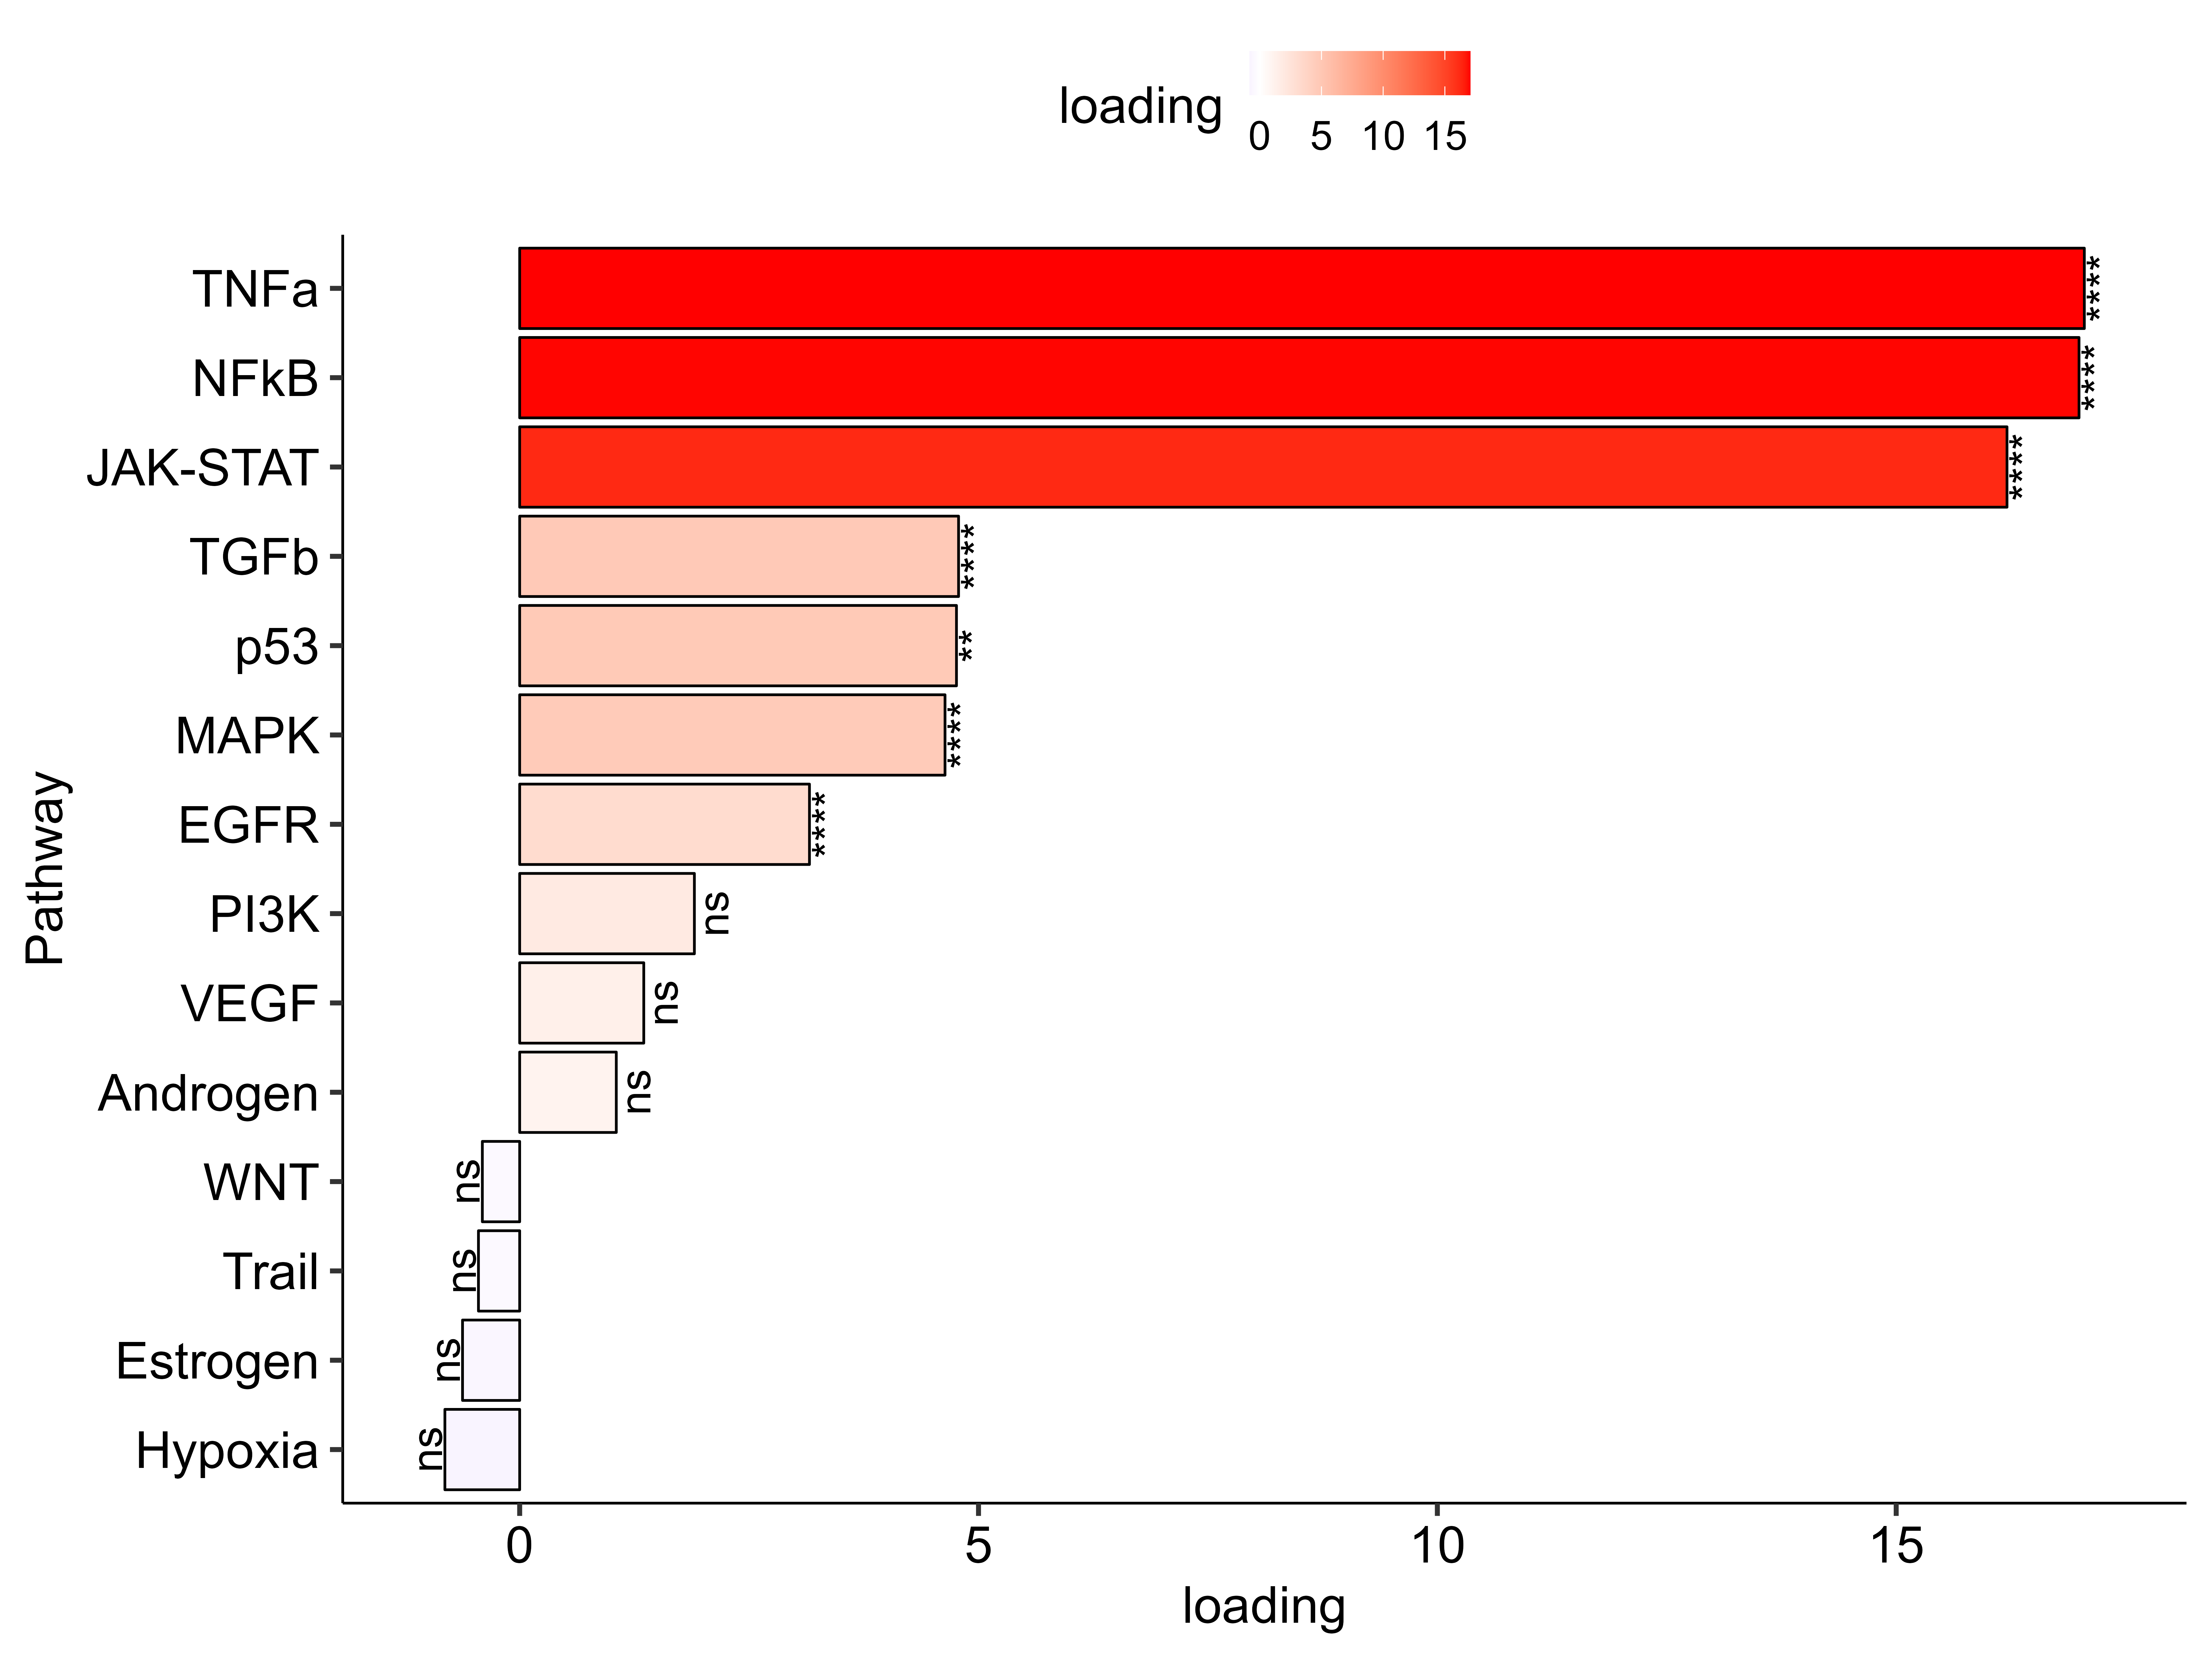 loading
0 5 10 15
TNFa ****
NFkB ****
JAK-STAT ****
TGFb ****
p53 **
MAPK ****
EGFR ****
PI3K ns
VEGF ns
Androgen ns
WNT ns
Trail ns
Estrogen ns
Hypoxia ns
Pathway
0 5 10 15
loading